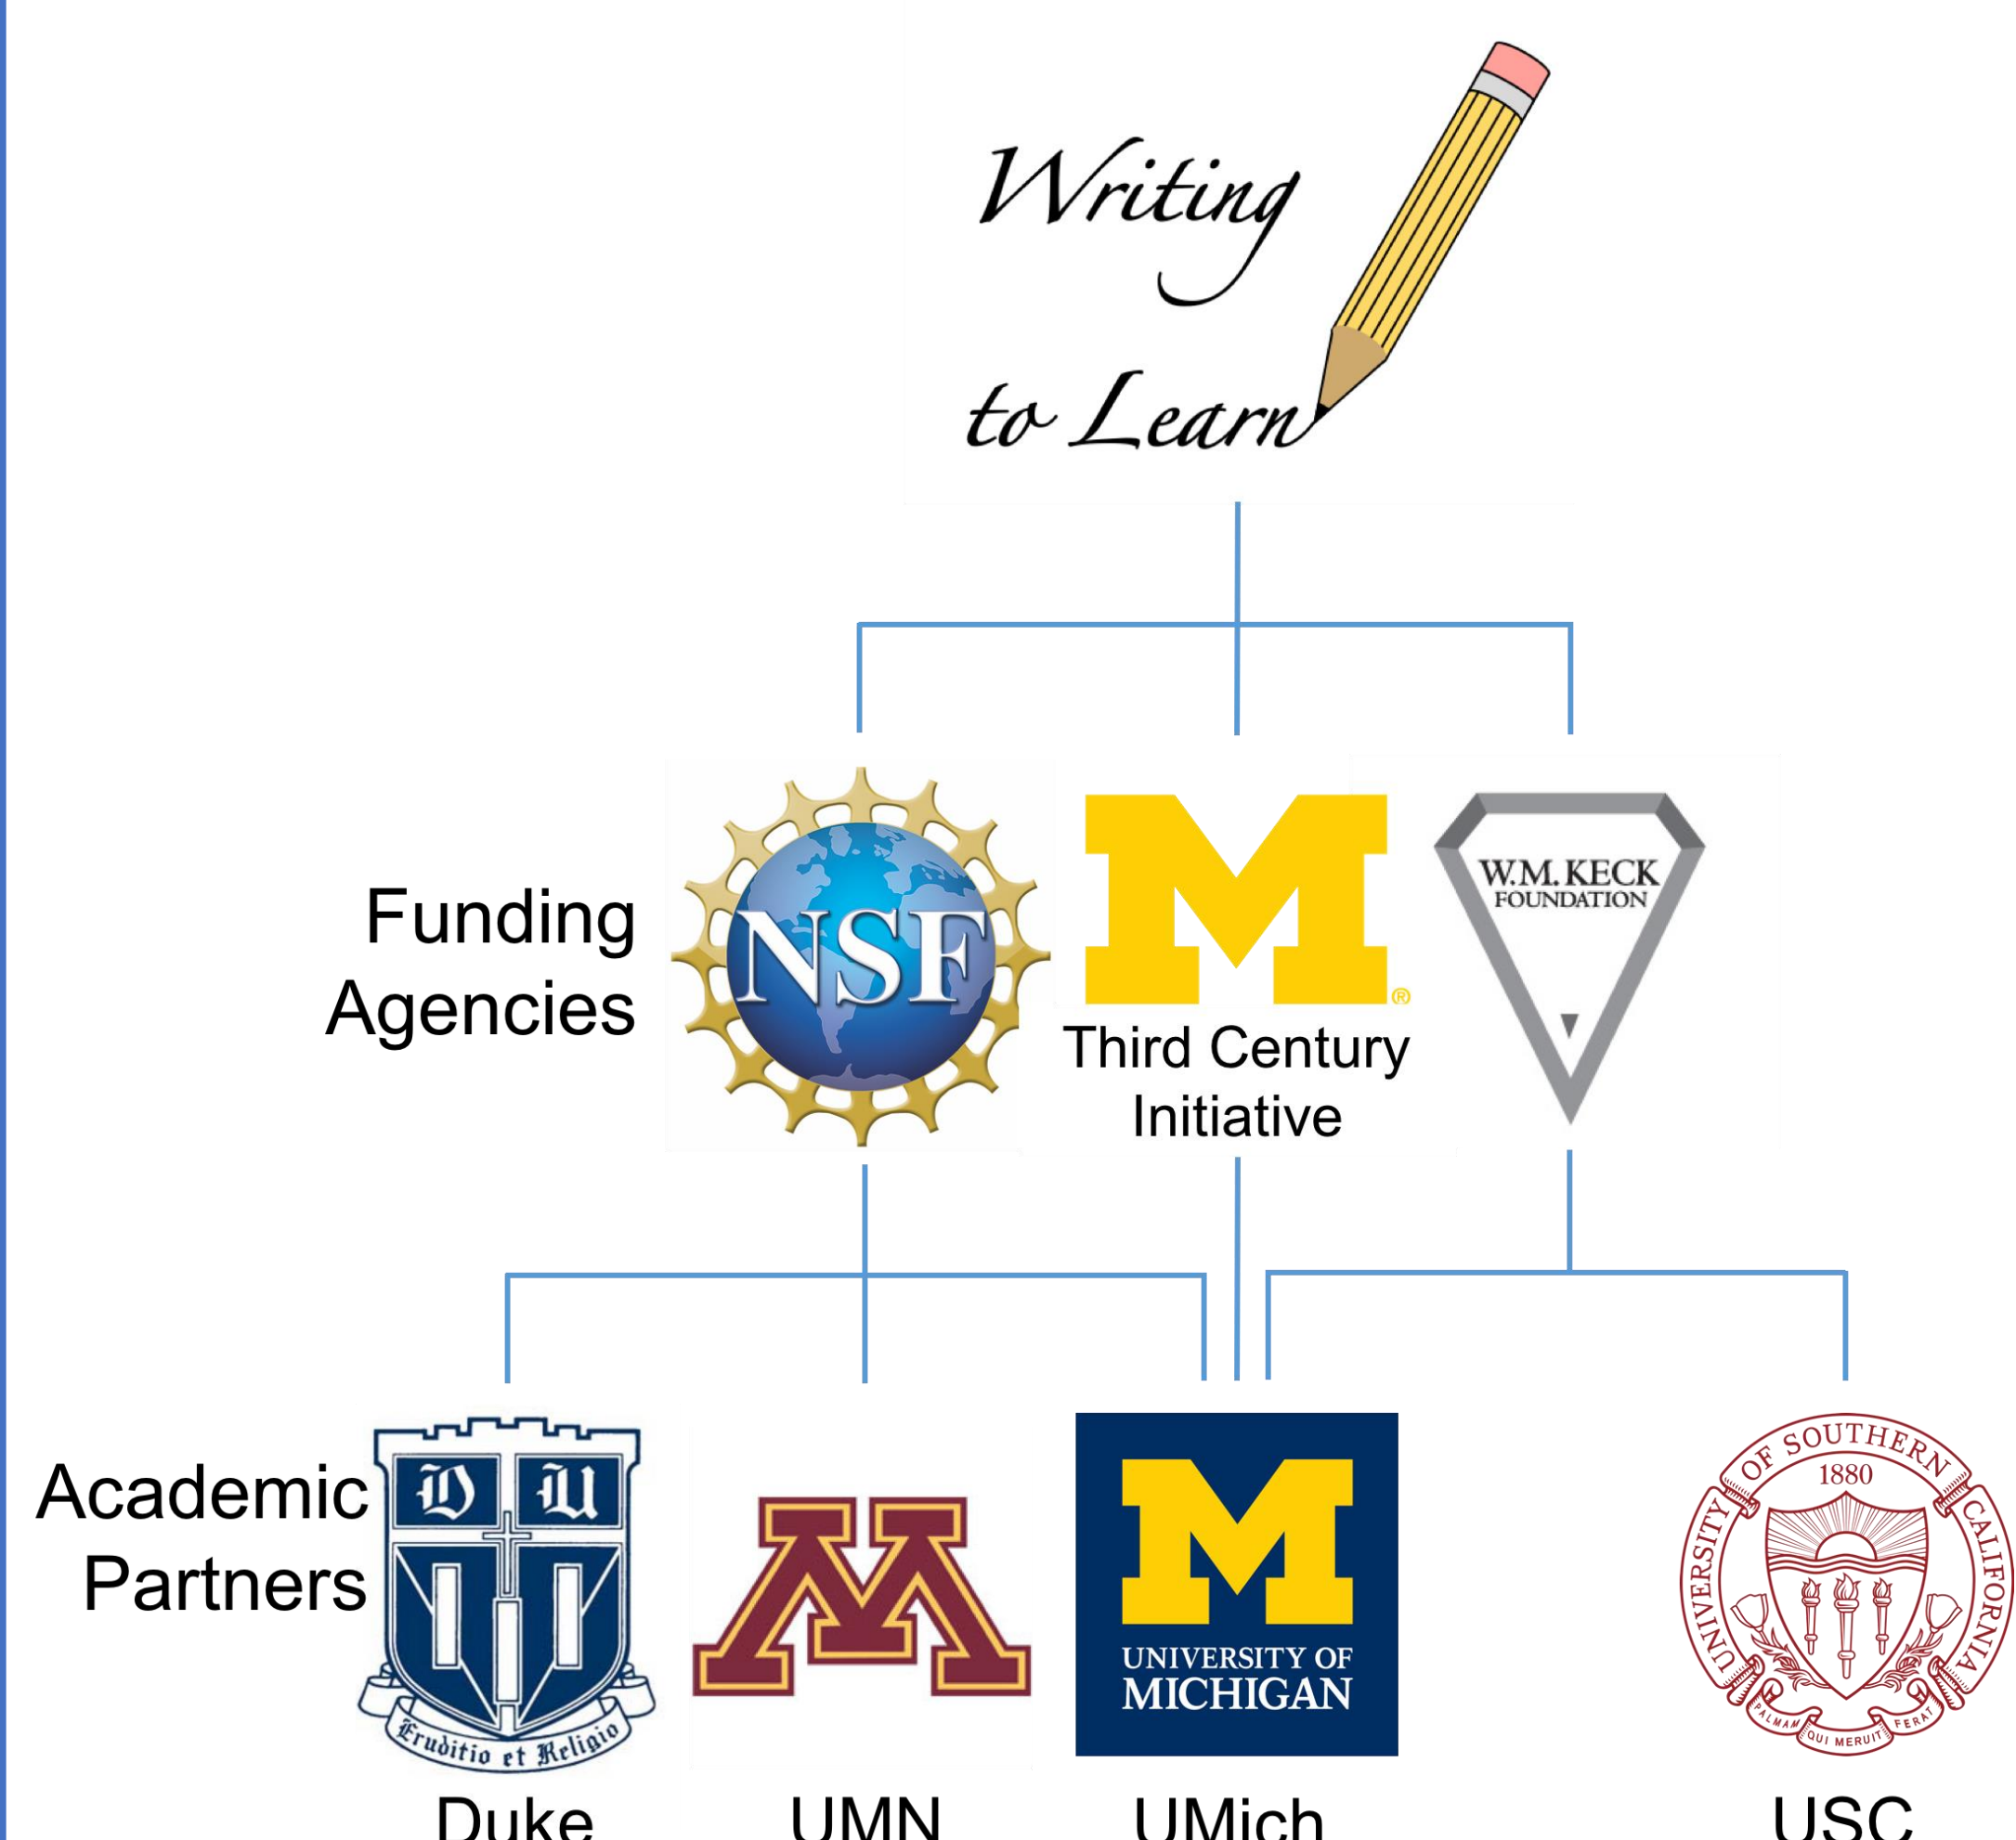 Writing
to Learn
Funding
Agencies
NSF
M
®
Third Century
Initiative
W.M. KECK
FOUNDATION
Academic
Partners
D U
Eruditio et Religio
M
M
UNIVERSITY OF
MICHIGAN
UNIVERSITY OF SOUTHERN CALIFORNIA
1880
PALMAM QUI MERUIT FERAT
Duke
UMN
UMich
USC